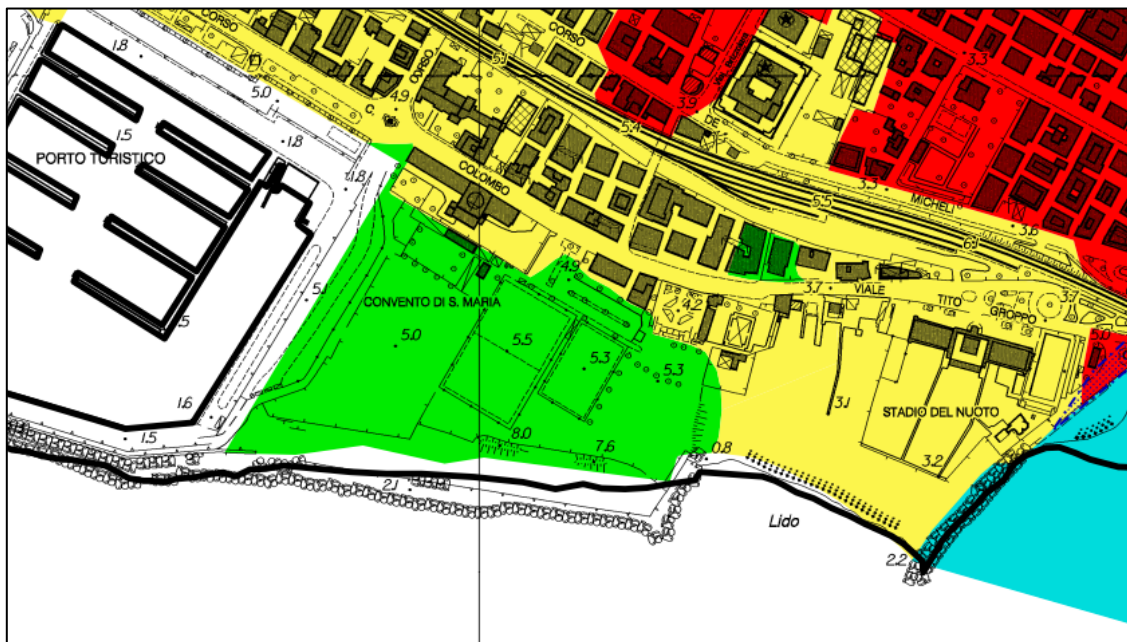 1.8
CORSO
5.0
CORSO
C.
4.9
CORSO
5.1
5.4
3.9
DE
3.3
1.5
1.8
PORTO TURISTICO
1.8
COLOMBO
3.3
MICHELI
5.5
3.6
6.1
4.9
5.1
CONVENTO DI S. MARIA
4.2
3.7
VIALE
TITO
GROPPO
3.7
.5
5.0
5.5
5.3
5.3
5.0
1.6
3.1
STADIO DEL NUOTO
1.5
8.0
7.6
0.8
3.2
2.1
Lido
2.2